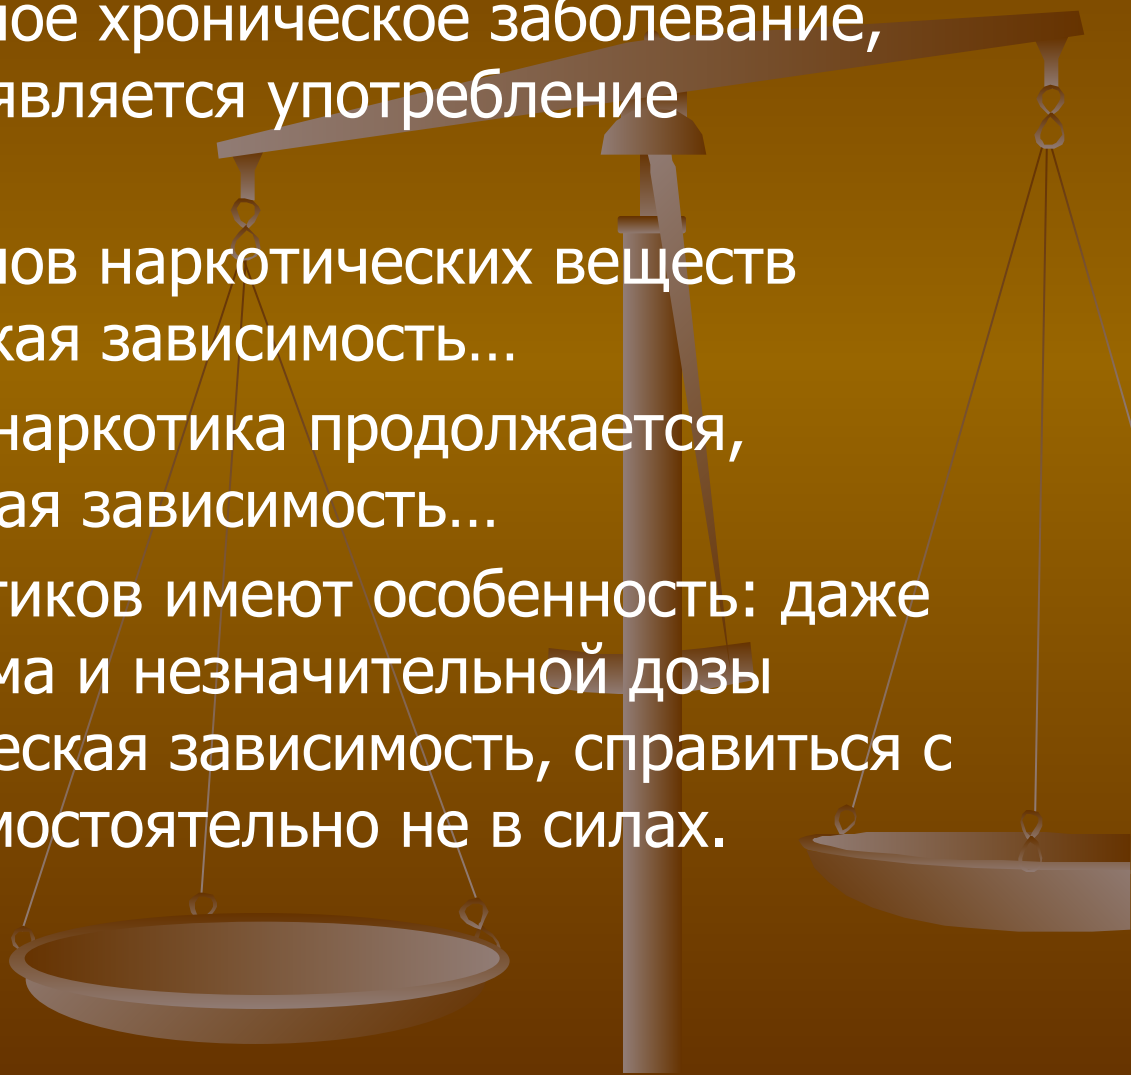 ное хроническое заболевание,
является употребление
нов наркотических веществ
кая зависимость…
наркотика продолжается,
ая зависимость…
тиков имеют особенность: даже
ма и незначительной дозы
еская зависимость, справиться с
мостоятельно не в силах.